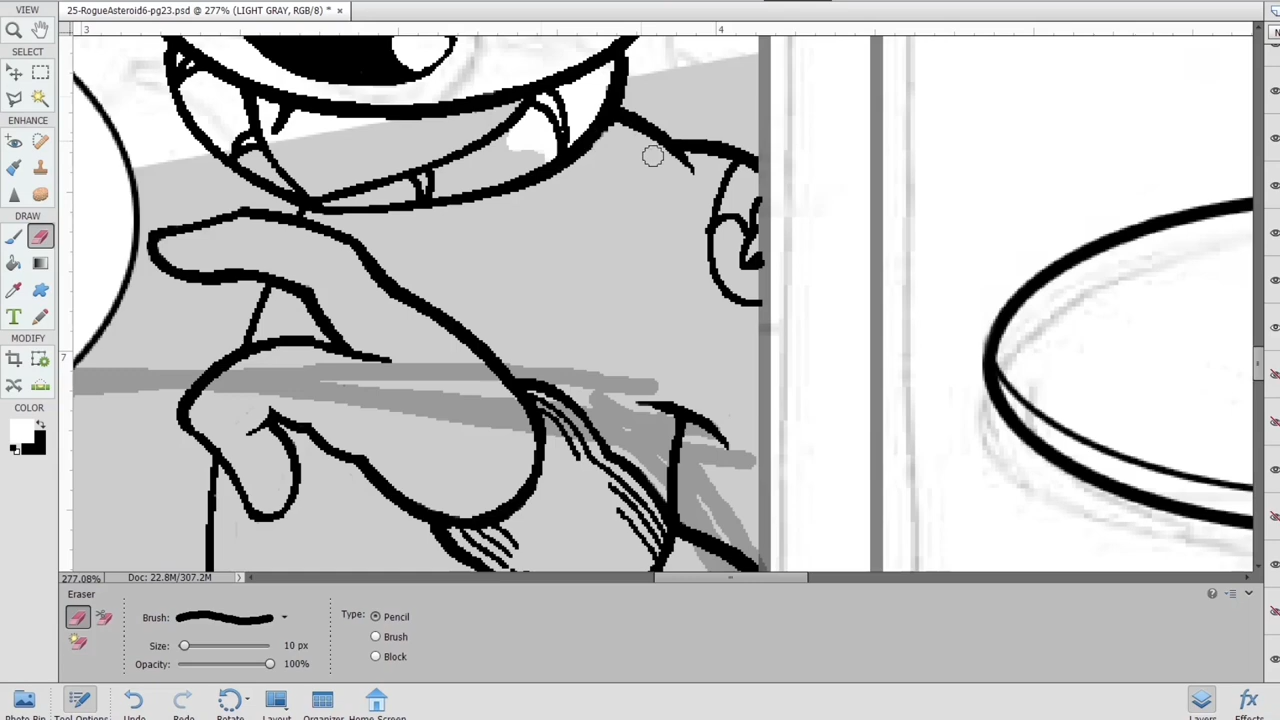 VIEW
25-RogueAsteroid6-pg23.psd @ 277% (LIGHT GRAY, RGB/8) * ×
3
4
SELECT
ENHANCE
DRAW
MODIFY
7
COLOR
277.08%
Doc: 22.8M/307.2M
Eraser
Brush:
Size:
10 px
Opacity:
100%
Type:
Pencil
Brush
Block
Photo Bin
Tool Options
Undo
Redo
Rotate
Layout
Organizer
Home Screen
Layers
Effects